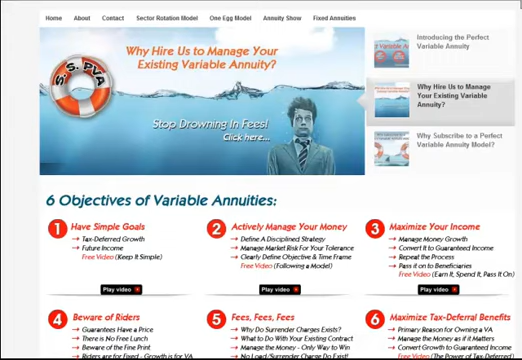 Home About Contact Sector Rotation Model One Egg Model Annuity Show Fixed Annuities
S. S. PVA
Why Hire Us to Manage Your
Existing Variable Annuity?
Stop Drowning In Fees!
Click here...
Introducing the Perfect
Variable Annuity
Why Hire Us to Manage
Your Existing Variable
Annuity?
Why Subscribe to a Perfect
Variable Annuity Model?
6 Objectives of Variable Annuities:
1 Have Simple Goals
Tax-Deferred Growth
Future Income
Free Video (Keep It Simple)
Play video
2 Actively Manage Your Money
Define A Disciplined Strategy
Manage Market Risk For Your Tolerance
Clearly Define Objective & Time Frame
Free Video (Following a Model)
Play video
3 Maximize Your Income
Manage Money Growth
Convert It to Guaranteed Income
Repeat the Process
Pass it on to Beneficiaries
Free Video (Earn It, Spend It, Pass It On)
Play video
4 Beware of Riders
Guarantees Have a Price
There is No Free Lunch
Beware of the Fine Print
Riders are Fixed - Growth is for VA
5 Fees, Fees, Fees
Why Do Surrender Charges Exists?
What to Do With Your Existing Contract
Manage the Money - Only Way to Win
No Load/Surrender Charge Do Exist!
6 Maximize Tax-Deferral Benefits
Primary Reason for Owning a VA
Manage the Money as if it Matters
Convert Growth to Guaranteed Income